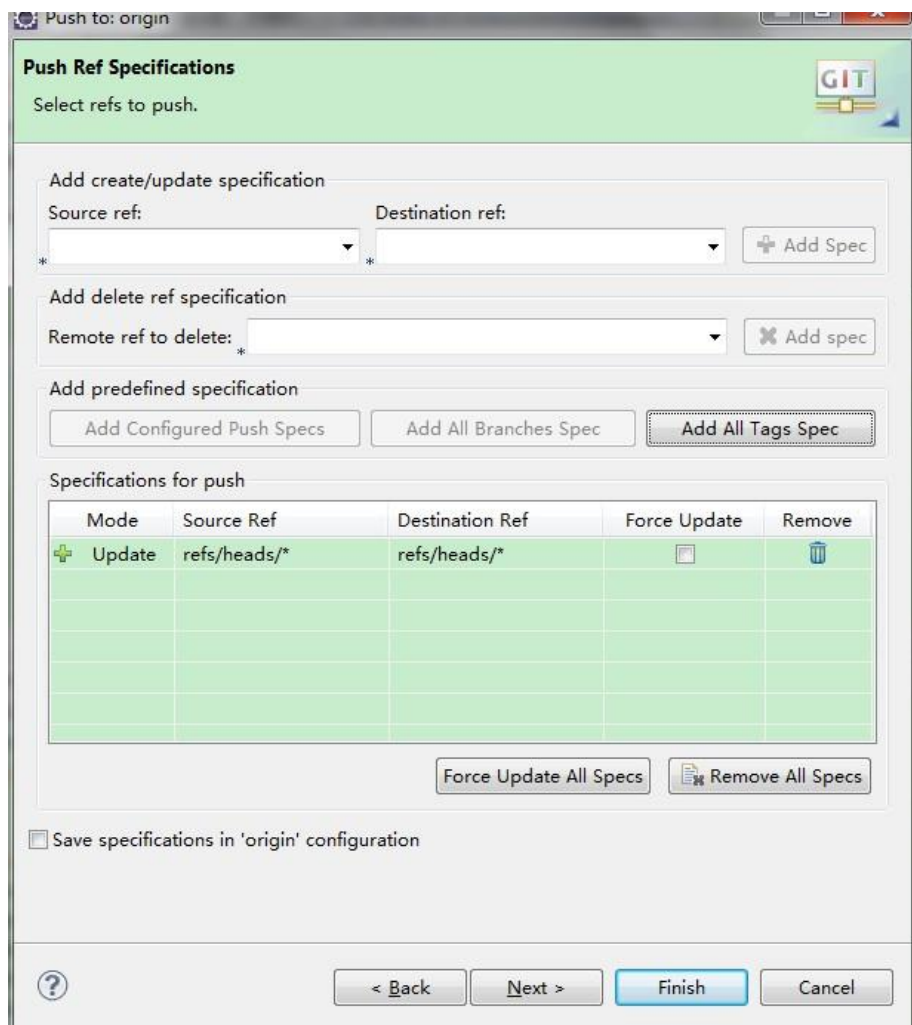 Push to: origin
Push Ref Specifications
Select refs to push.
GIT
Add create/update specification
Source ref: Destination ref:
* * Add Spec
Add delete ref specification
Remote ref to delete: * Add spec
Add predefined specification
Add Configured Push Specs Add All Branches Spec Add All Tags Spec
Specifications for push
Mode Source Ref Destination Ref Force Update Remove
Update refs/heads/* refs/heads/*
Force Update All Specs Remove All Specs
Save specifications in 'origin' configuration
? < Back Next > Finish Cancel